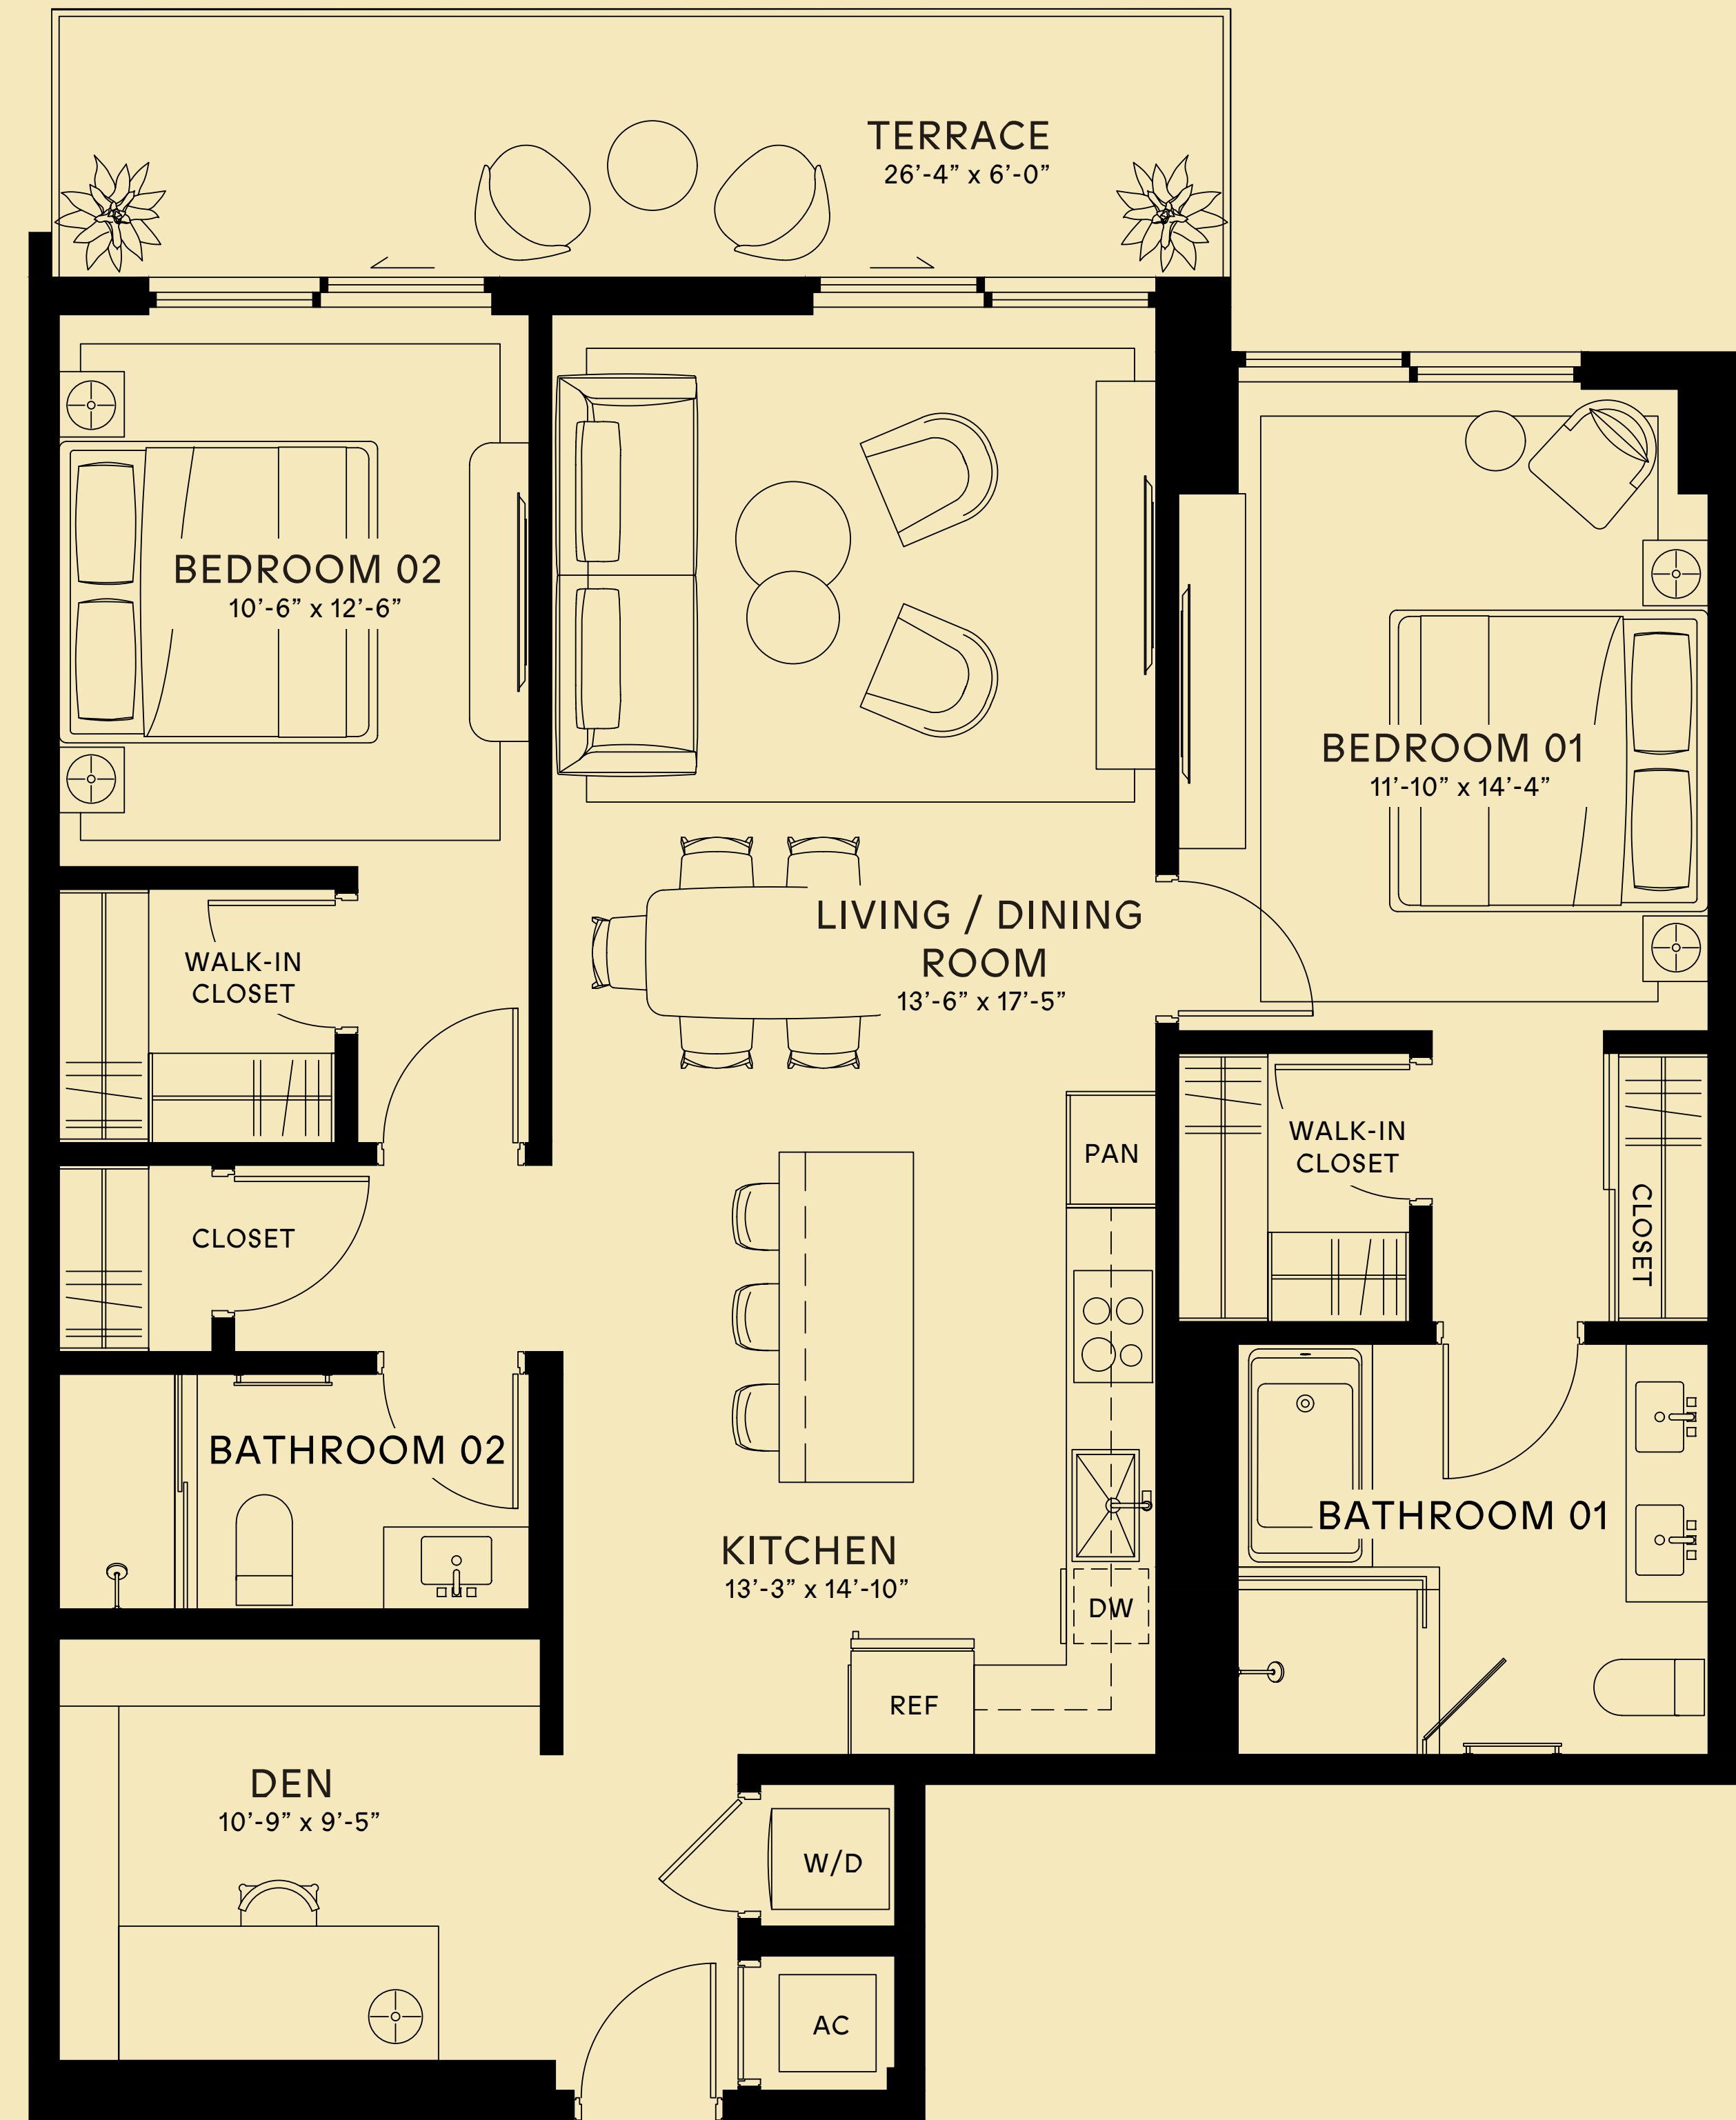 TERRACE
26’-4” x 6’-0”
BEDROOM 02
10’-6” x 12’-6”
BEDROOM 01
11’-10” x 14’-4”
LIVING / DINING
ROOM
13’-6” x 17’-5”
WALK-IN
CLOSET
WALK-IN
CLOSET
PAN
CLOSET
CLOSET
BATHROOM 02
BATHROOM 01
KITCHEN
13’-3” x 14’-10”
DW
REF
DEN
10’-9” x 9’-5”
W/D
AC